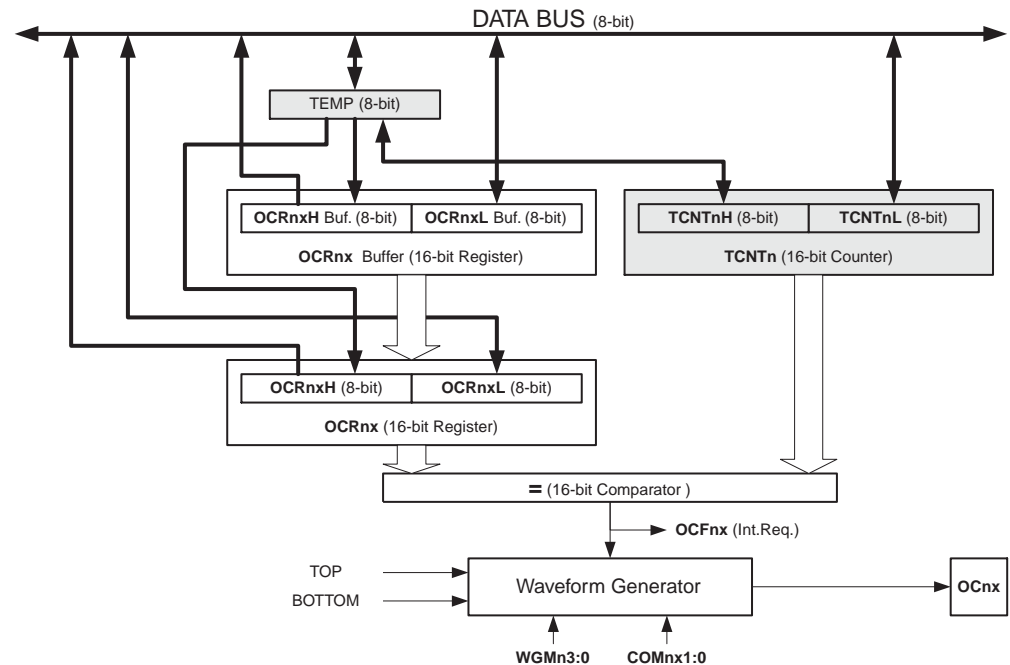 DATA BUS (8-bit)
TEMP (8-bit)
OCRnxH Buf. (8-bit) OCRnxL Buf. (8-bit)
OCRnx Buffer (16-bit Register)
TCNTnH (8-bit) TCNTnL (8-bit)
TCNTn (16-bit Counter)
OCRnxH (8-bit) OCRnxL (8-bit)
OCRnx (16-bit Register)
= (16-bit Comparator )
OCFnx (Int.Req.)
TOP
BOTTOM
Waveform Generator
OCnx
WGMn3:0 COMnx1:0